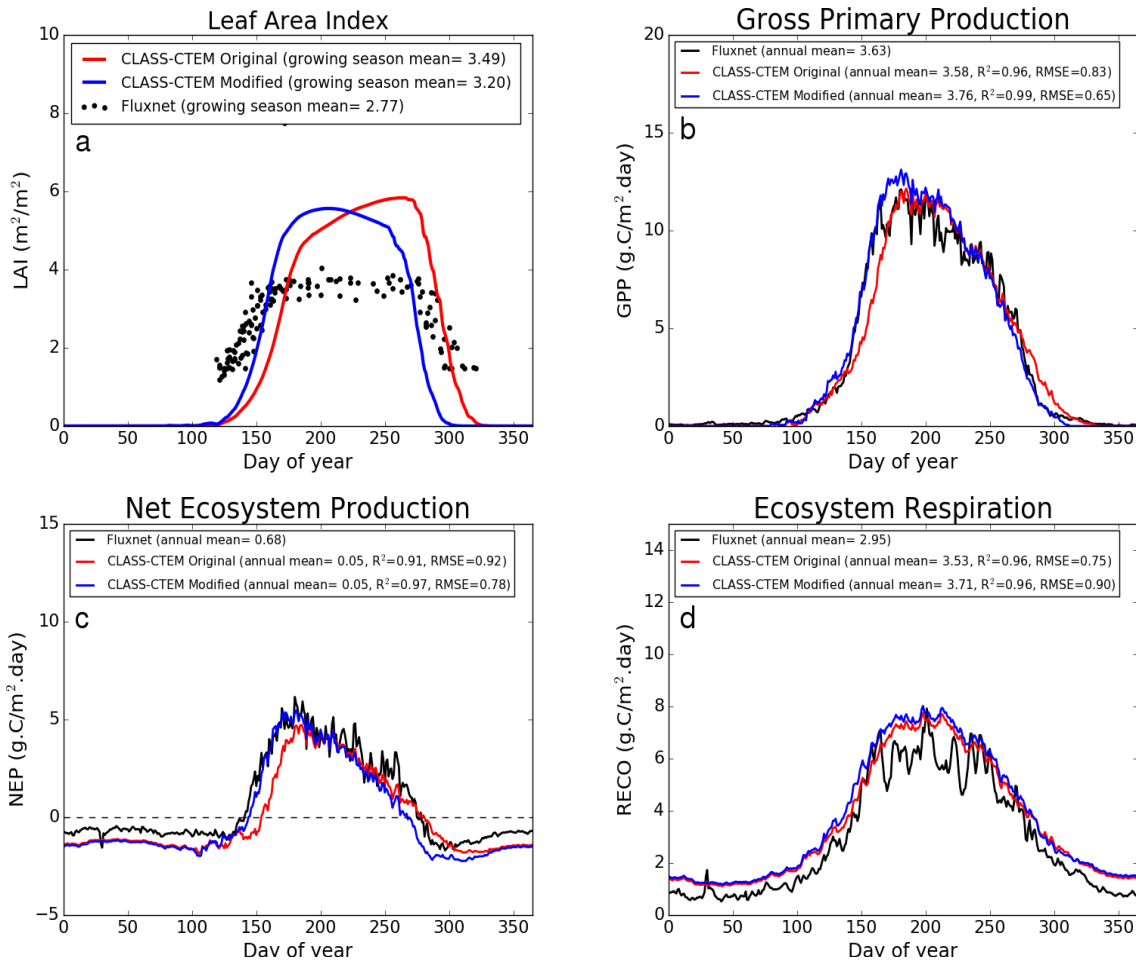 Leaf Area Index
10
8
6
4
2
0
LAI (m²/m²)
CLASS-CTEM Original (growing season mean= 3.49)
CLASS-CTEM Modified (growing season mean= 3.20)
Fluxnet (growing season mean= 2.77)
a
0 50 100 150 200 250 300 350
Day of year
Gross Primary Production
20
15
10
5
0
GPP (g.C/m².day)
Fluxnet (annual mean= 3.63)
CLASS-CTEM Original (annual mean= 3.58, R²=0.96, RMSE=0.83)
CLASS-CTEM Modified (annual mean= 3.76, R²=0.99, RMSE=0.65)
b
0 50 100 150 200 250 300 350
Day of year
Net Ecosystem Production
15
10
5
0
−5
NEP (g.C/m².day)
Fluxnet (annual mean= 0.68)
CLASS-CTEM Original (annual mean= 0.05, R²=0.91, RMSE=0.92)
CLASS-CTEM Modified (annual mean= 0.05, R²=0.97, RMSE=0.78)
c
0 50 100 150 200 250 300 350
Day of year
Ecosystem Respiration
14
12
10
8
6
4
2
0
RECO (g.C/m².day)
Fluxnet (annual mean= 2.95)
CLASS-CTEM Original (annual mean= 3.53, R²=0.96, RMSE=0.75)
CLASS-CTEM Modified (annual mean= 3.71, R²=0.96, RMSE=0.90)
d
0 50 100 150 200 250 300 350
Day of year